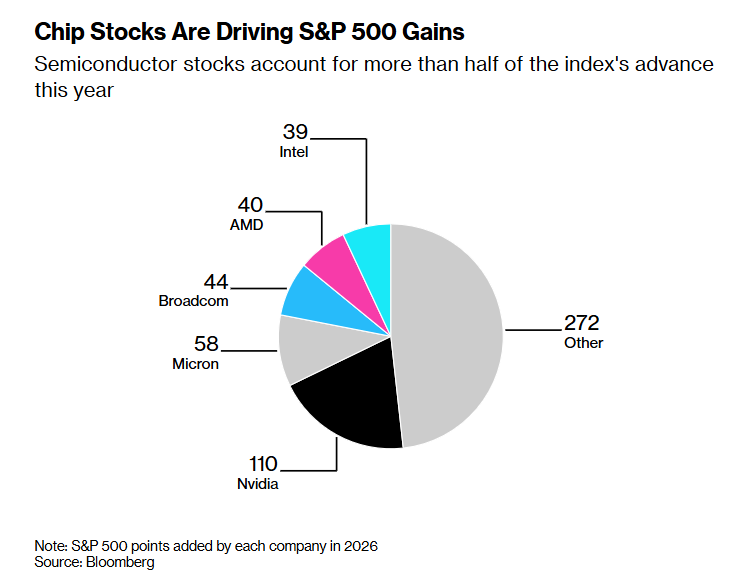 Chip Stocks Are Driving S&P 500 Gains
Semiconductor stocks account for more than half of the index's advance
this year
39
Intel
40
AMD
44
Broadcom
58
Micron
110
Nvidia
272
Other
Note: S&P 500 points added by each company in 2026
Source: Bloomberg